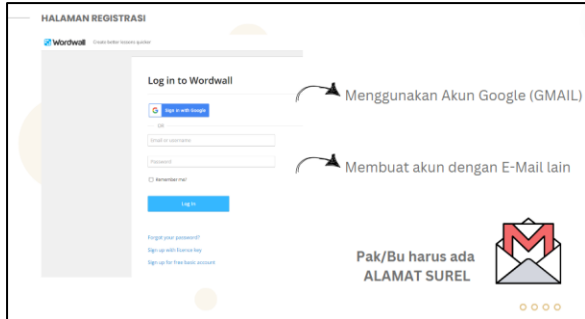 HALAMAN REGISTRASI
Wordwall Create better lessons quicker
Log in to Wordwall
G Sign in with Google
OR
Email or username
Password
Remember me?
Log In
Forgot your password?
Sign up with licence key
Sign up for free basic account
Menggunakan Akun Google (GMAIL)
Membuat akun dengan E-Mail lain
Pak/Bu harus ada
ALAMAT SUREL